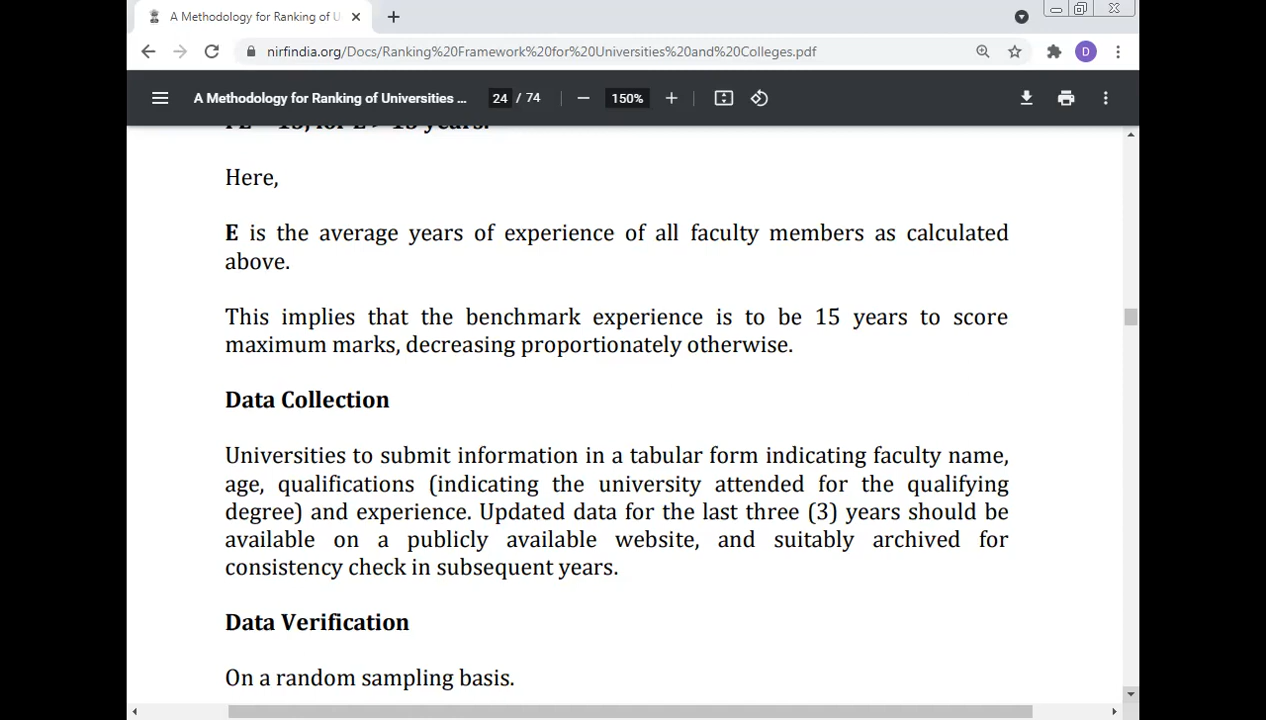 A Methodology for Ranking of U
nirfindia.org/Docs/Ranking%20Framework%20for%20Universities%20and%20Colleges.pdf
D
A Methodology for Ranking of Universities ...
24 / 74
150%
Here,
E is the average years of experience of all faculty members as calculated
above.
This implies that the benchmark experience is to be 15 years to score
maximum marks, decreasing proportionately otherwise.
Data Collection
Universities to submit information in a tabular form indicating faculty name,
age, qualifications (indicating the university attended for the qualifying
degree) and experience. Updated data for the last three (3) years should be
available on a publicly available website, and suitably archived for
consistency check in subsequent years.
Data Verification
On a random sampling basis.